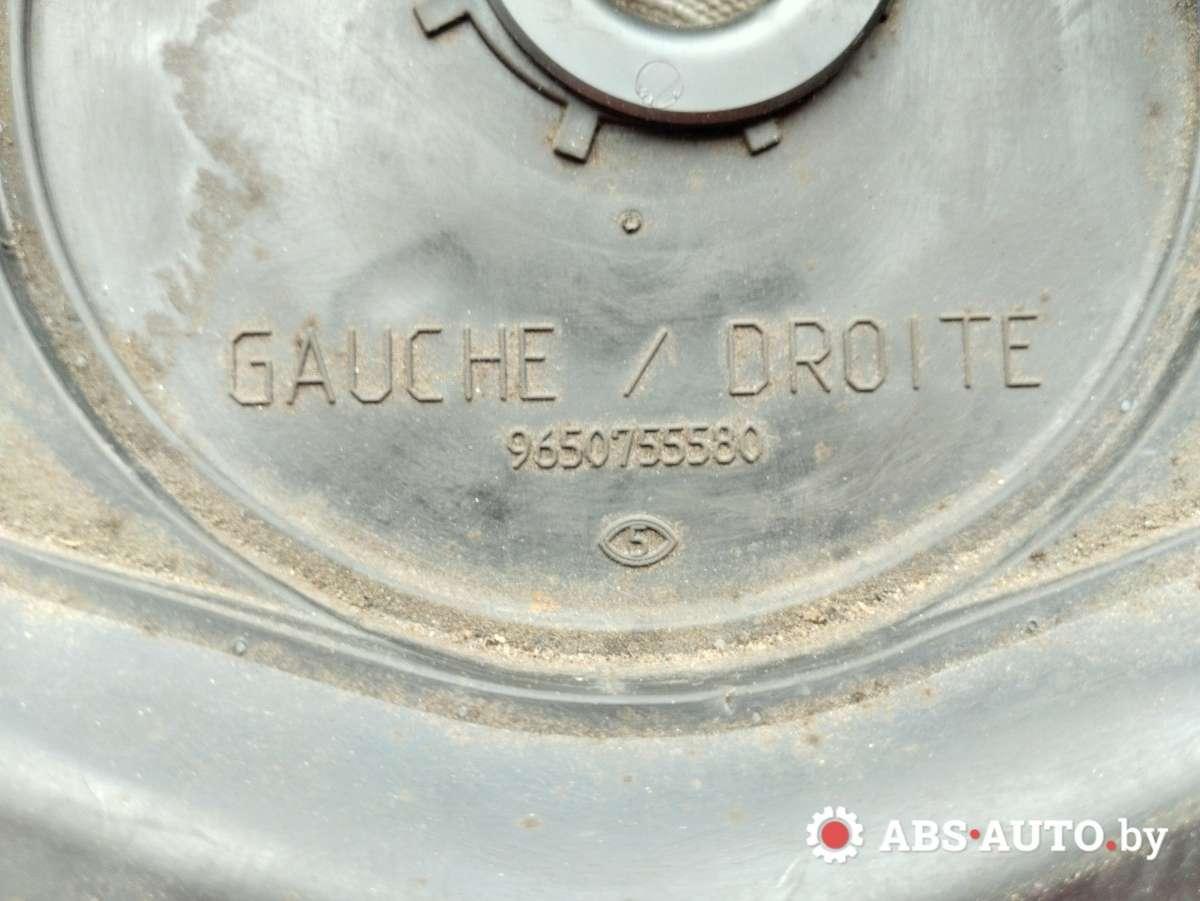 GAUCHE / DROITE
9650755580
5
ABS-AUTO.by